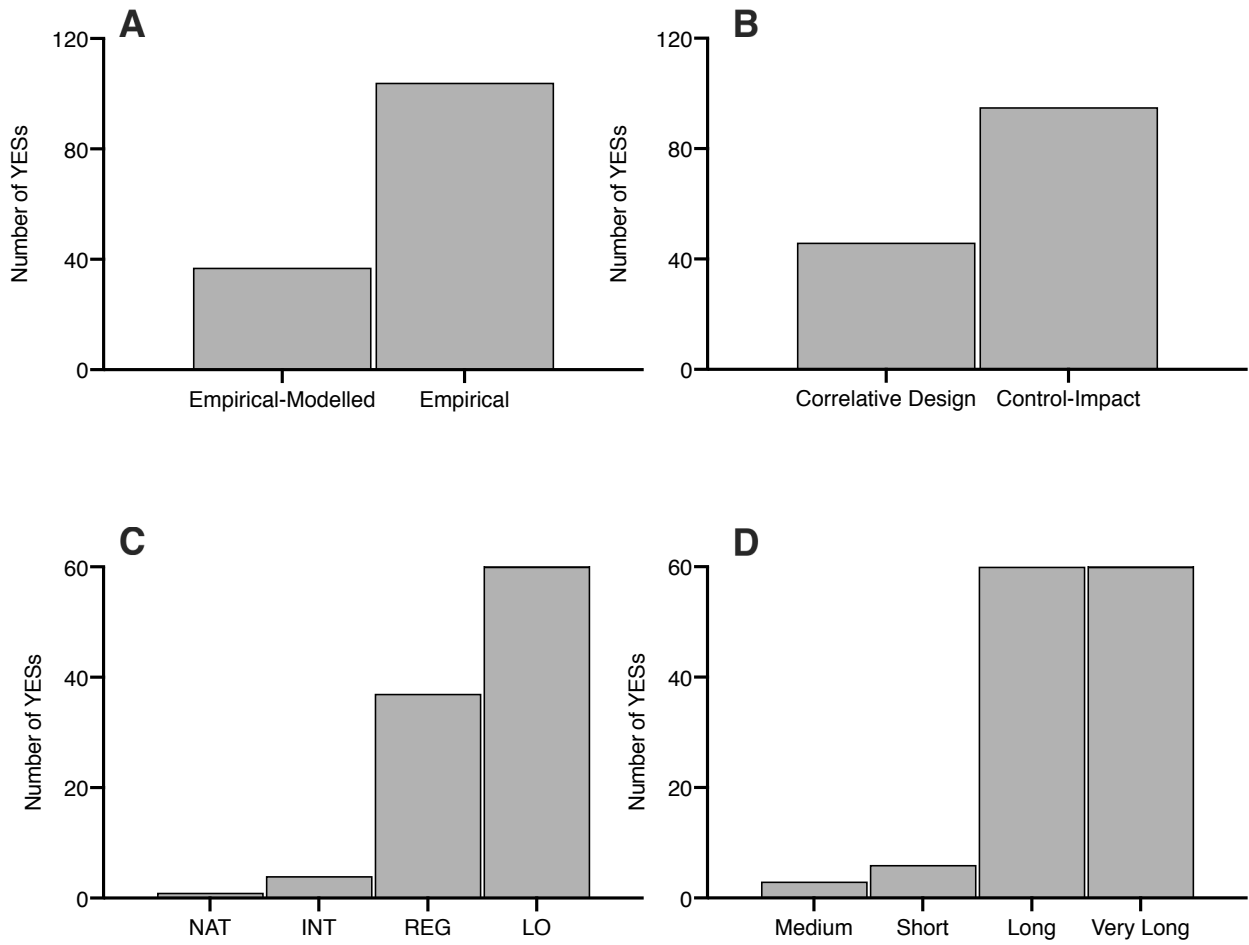 A
120
80
40
0
Number of YESs
Empirical-Modelled Empirical
B
120
80
40
0
Number of YESs
Correlative Design Control-Impact
C
60
40
20
0
Number of YESs
NAT INT REG LO
D
60
40
20
0
Number of YESs
Medium Short Long Very Long